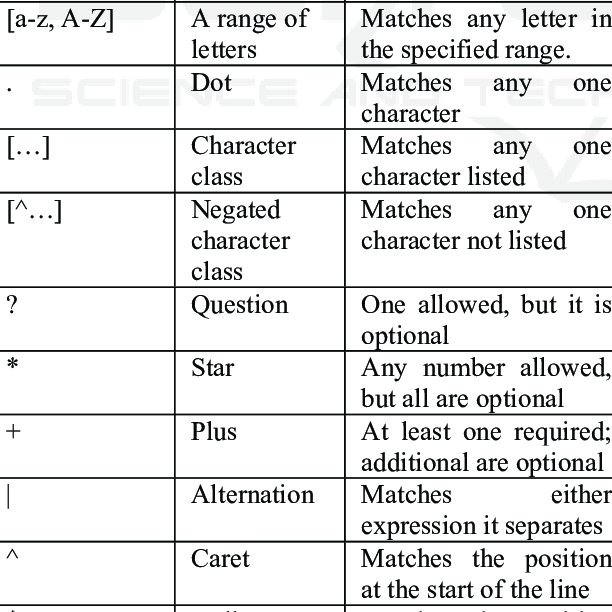 [a-z, A-Z] A range of Matches any letter in
letters the specified range.
. Dot Matches any one
character
[…] Character Matches any one
class character listed
[^…] Negated Matches any one
character character not listed
class
? Question One allowed, but it is
optional
* Star Any number allowed,
but all are optional
+ Plus At least one required;
additional are optional
| Alternation Matches either
expression it separates
^ Caret Matches the position
at the start of the line
SCIENCE AND TECH